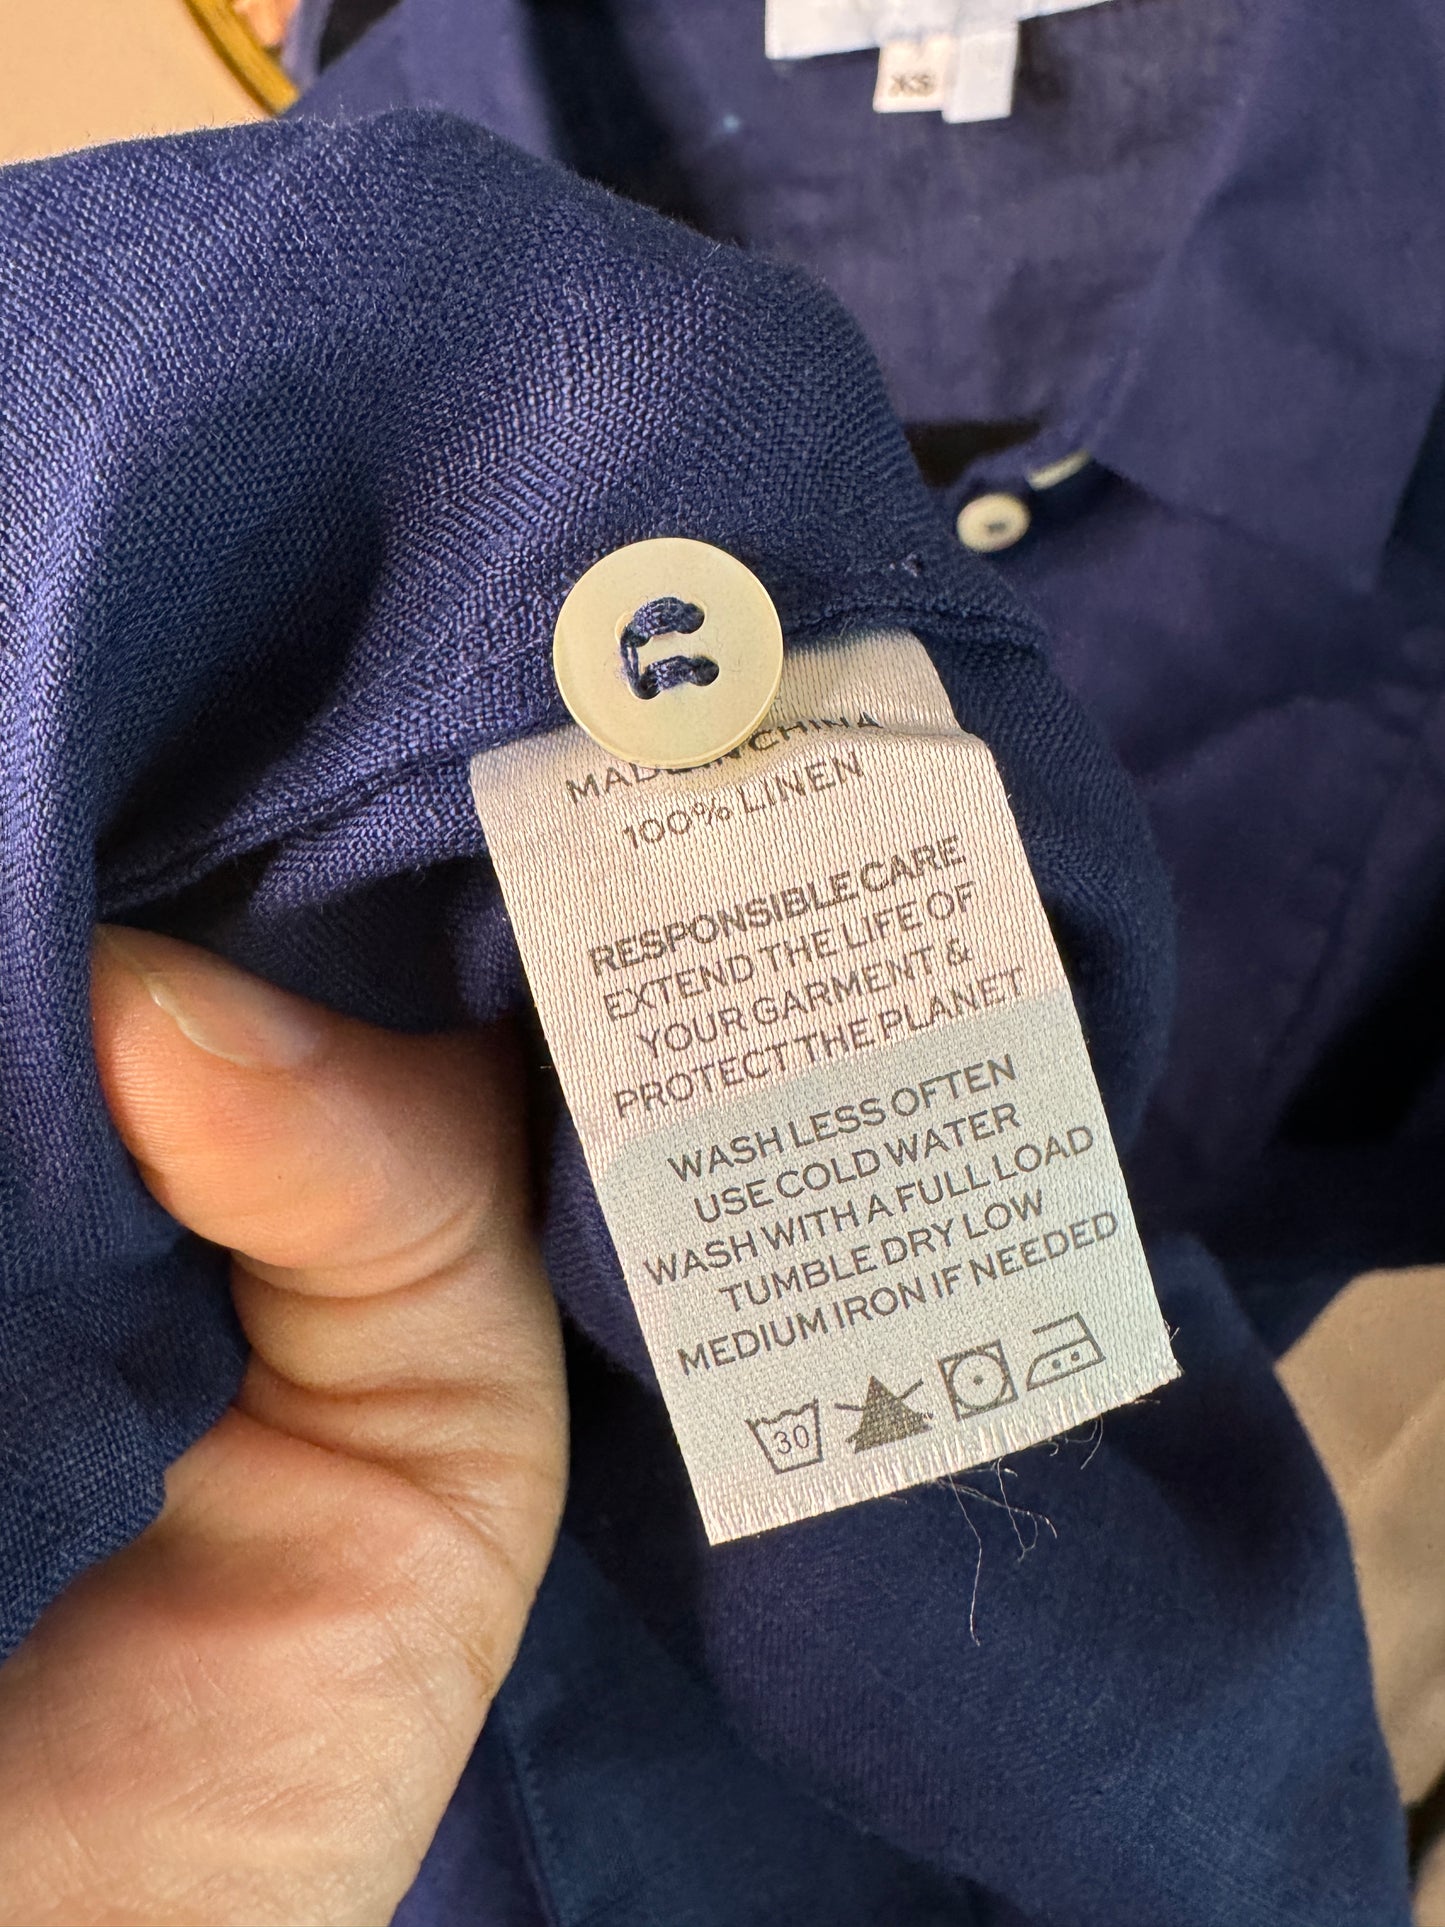 XS
MADE IN CHINA
100% LINEN
RESPONSIBLE CARE
EXTEND THE LIFE OF
YOUR GARMENT &
PROTECT THE PLANET
WASH LESS OFTEN
USE COLD WATER
WASH WITH A FULL LOAD
TUMBLE DRY LOW
MEDIUM IRON IF NEEDED
30